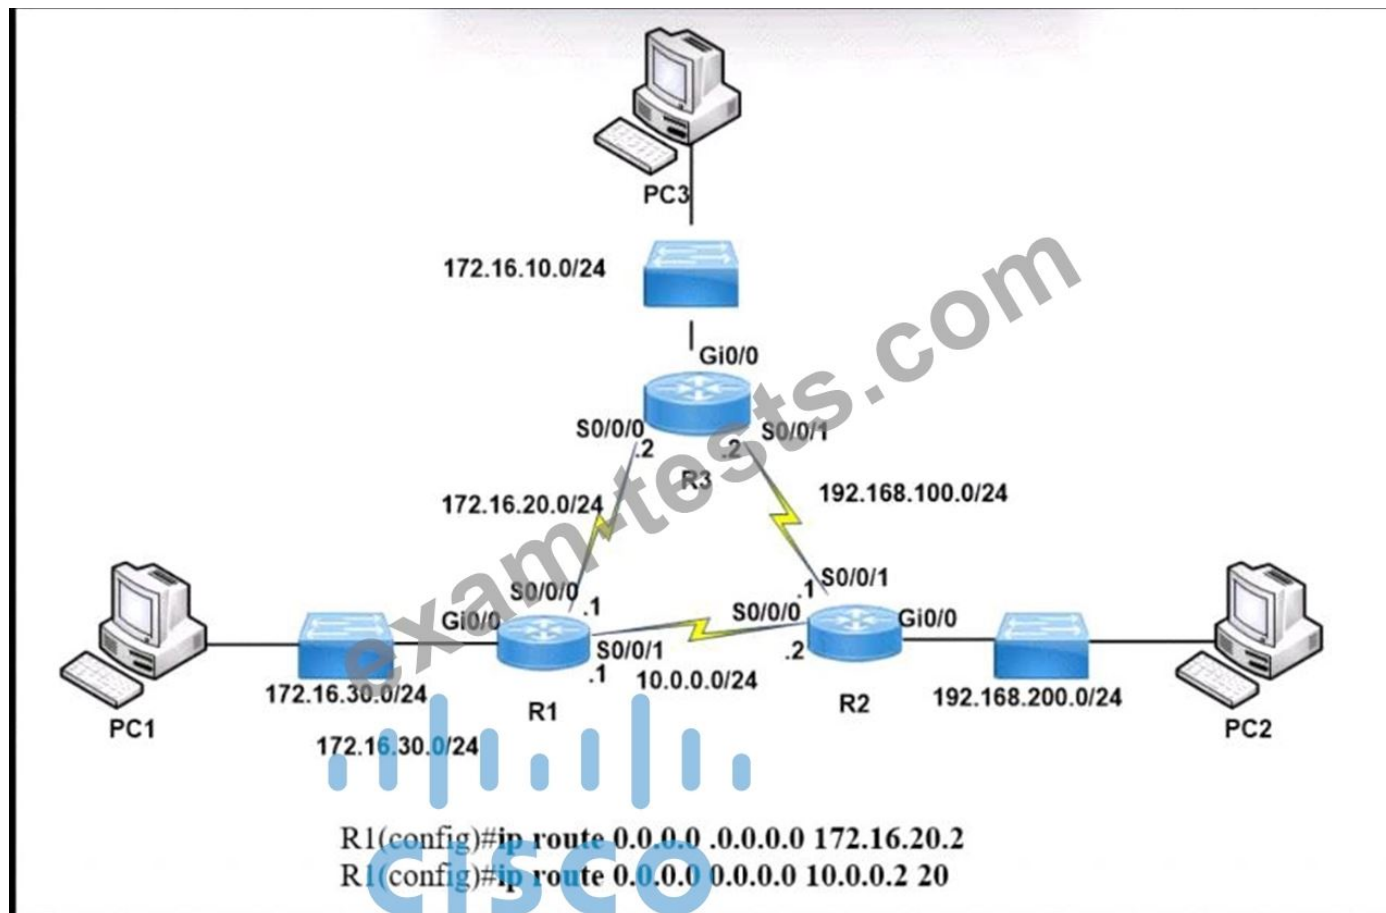 PC3
172.16.10.0/24
Gi0/0
S0/0/0
S0/0/1
.2
.2
R3
172.16.20.0/24
192.168.100.0/24
S0/0/0
.1
S0/0/1
.1
Gi0/0
S0/0/0
Gi0/0
S0/0/1
.2
.1
10.0.0.0/24
172.16.30.0/24
192.168.200.0/24
R1
R2
PC1
PC2
172.16.30.0/24
R1(config)#ip route 0.0.0.0 .0.0.0.0 172.16.20.2
R1(config)#ip route 0.0.0.0 0.0.0.0 10.0.0.2 20
exam-tests.com
CISCO